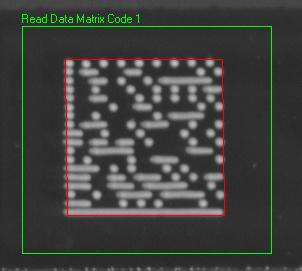 Read Data Matrix Code 1